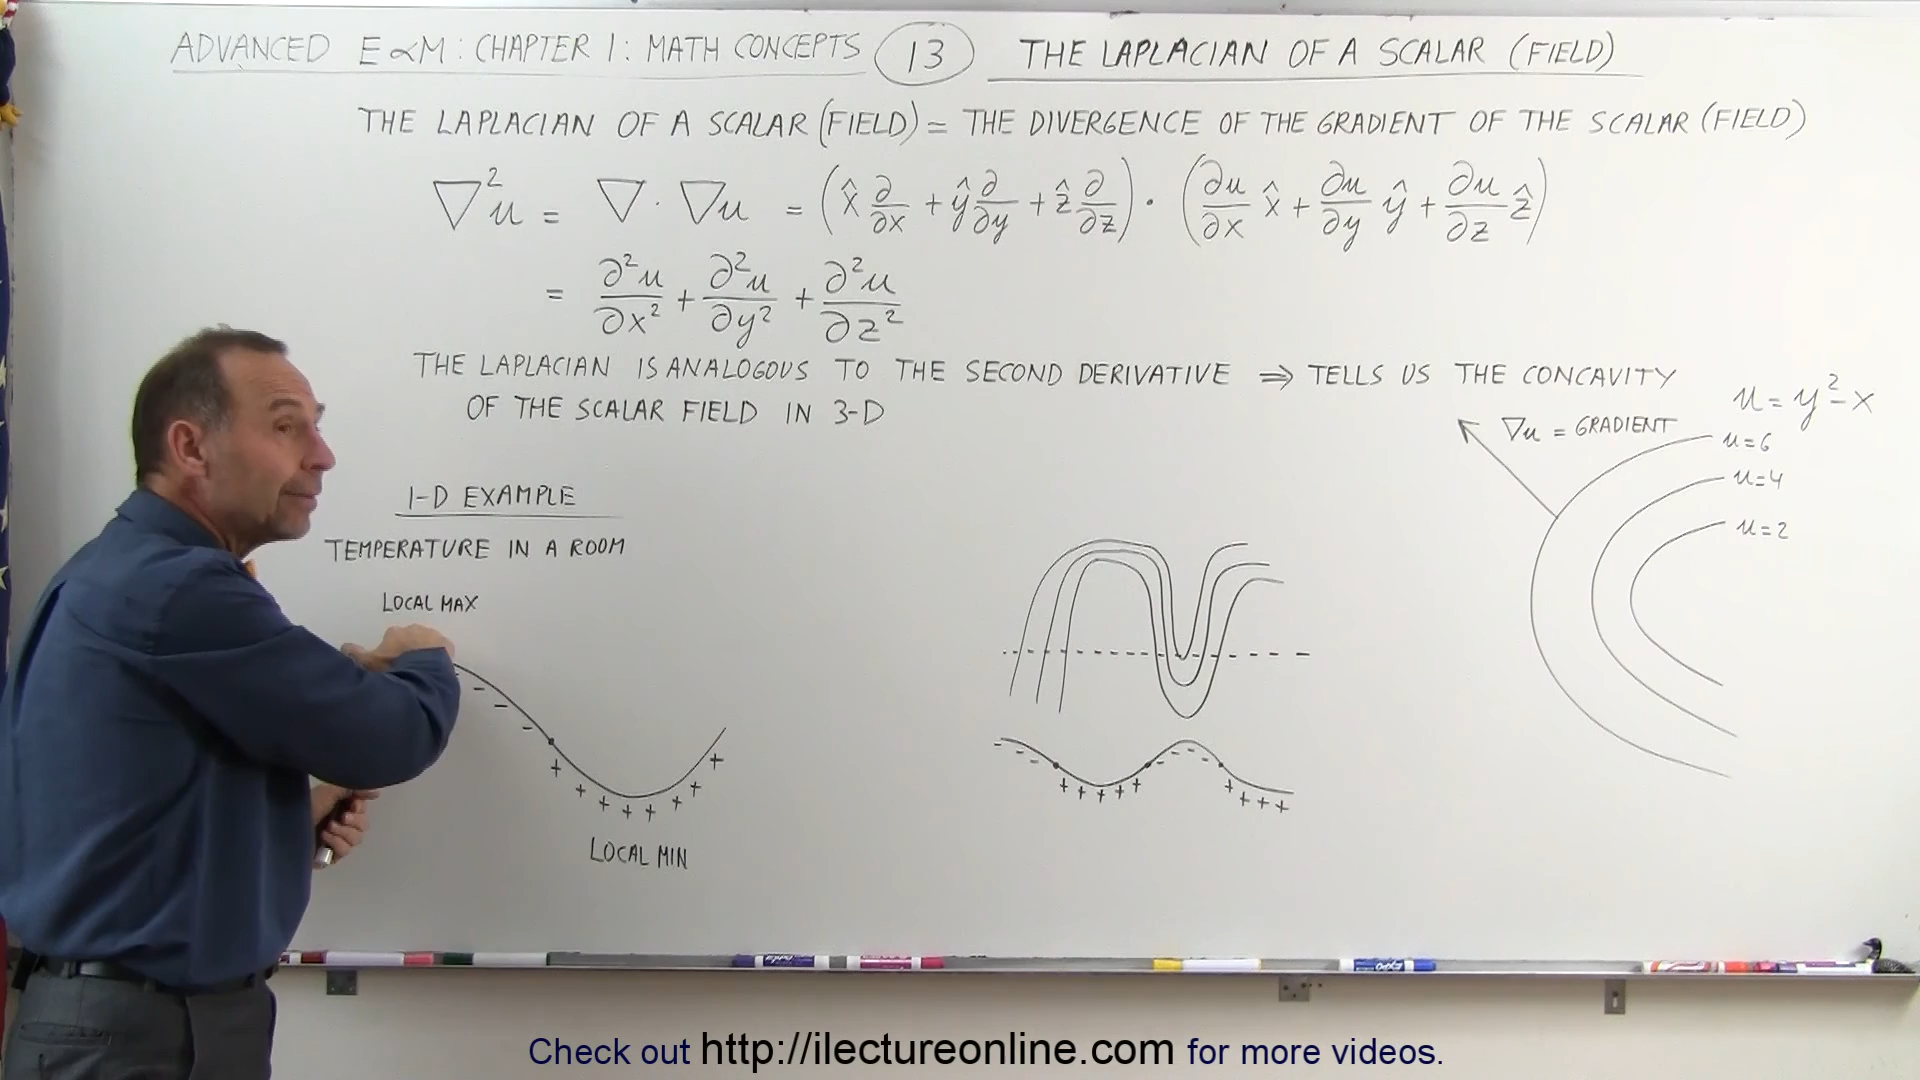 ADVANCED E&M: CHAPTER 1: MATH CONCEPTS 13 THE LAPLACIAN OF A SCALAR (FIELD)
THE LAPLACIAN OF A SCALAR (FIELD) = THE DIVERGENCE OF THE GRADIENT OF THE SCALAR (FIELD)
∇²u = ∇·∇u = (x̂ ∂/∂x + ŷ ∂/∂y + ẑ ∂/∂z) · (∂u/∂x x̂ + ∂u/∂y ŷ + ∂u/∂z ẑ)
= ∂²u/∂x² + ∂²u/∂y² + ∂²u/∂z²
THE LAPLACIAN IS ANALOGOUS TO THE SECOND DERIVATIVE ⇒ TELLS US THE CONCAVITY
OF THE SCALAR FIELD IN 3-D
u = y² - x
∇u = GRADIENT
u=6
u=4
u=2
1-D EXAMPLE
TEMPERATURE IN A ROOM
LOCAL MAX
- - - -
+ + + + + + + +
LOCAL MIN
- - - - - - -
+ + + + + + + + +
Check out http://ilectureonline.com for more videos.